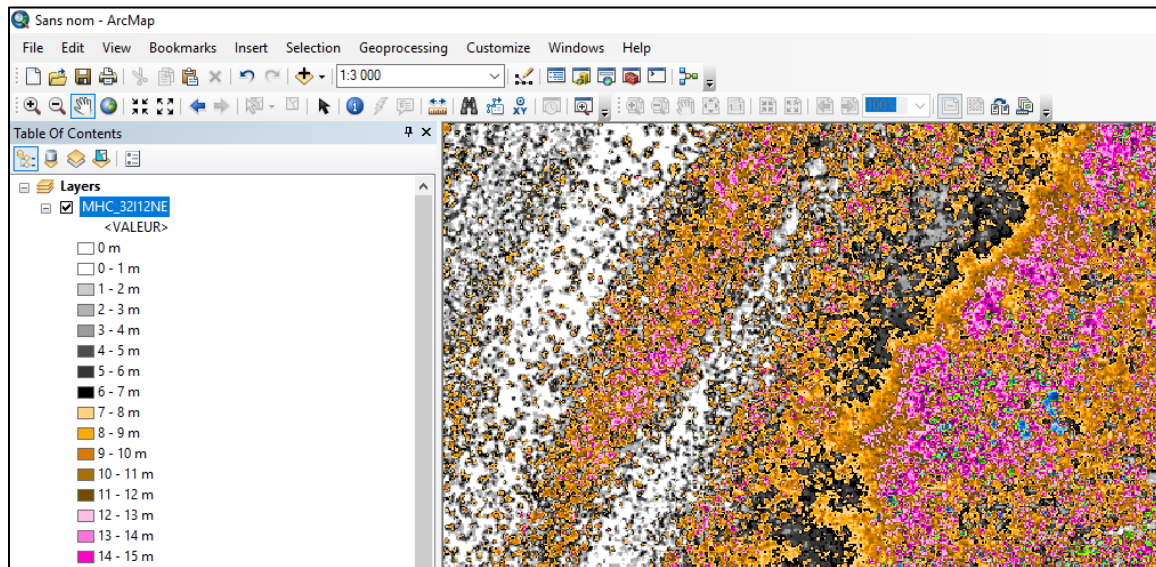 Sans nom - ArcMap
File Edit View Bookmarks Insert Selection Geoprocessing Customize Windows Help
1:3 000
100%
Table Of Contents
Layers
MHC_32I12NE
<VALEUR>
0 m
0 - 1 m
1 - 2 m
2 - 3 m
3 - 4 m
4 - 5 m
5 - 6 m
6 - 7 m
7 - 8 m
8 - 9 m
9 - 10 m
10 - 11 m
11 - 12 m
12 - 13 m
13 - 14 m
14 - 15 m